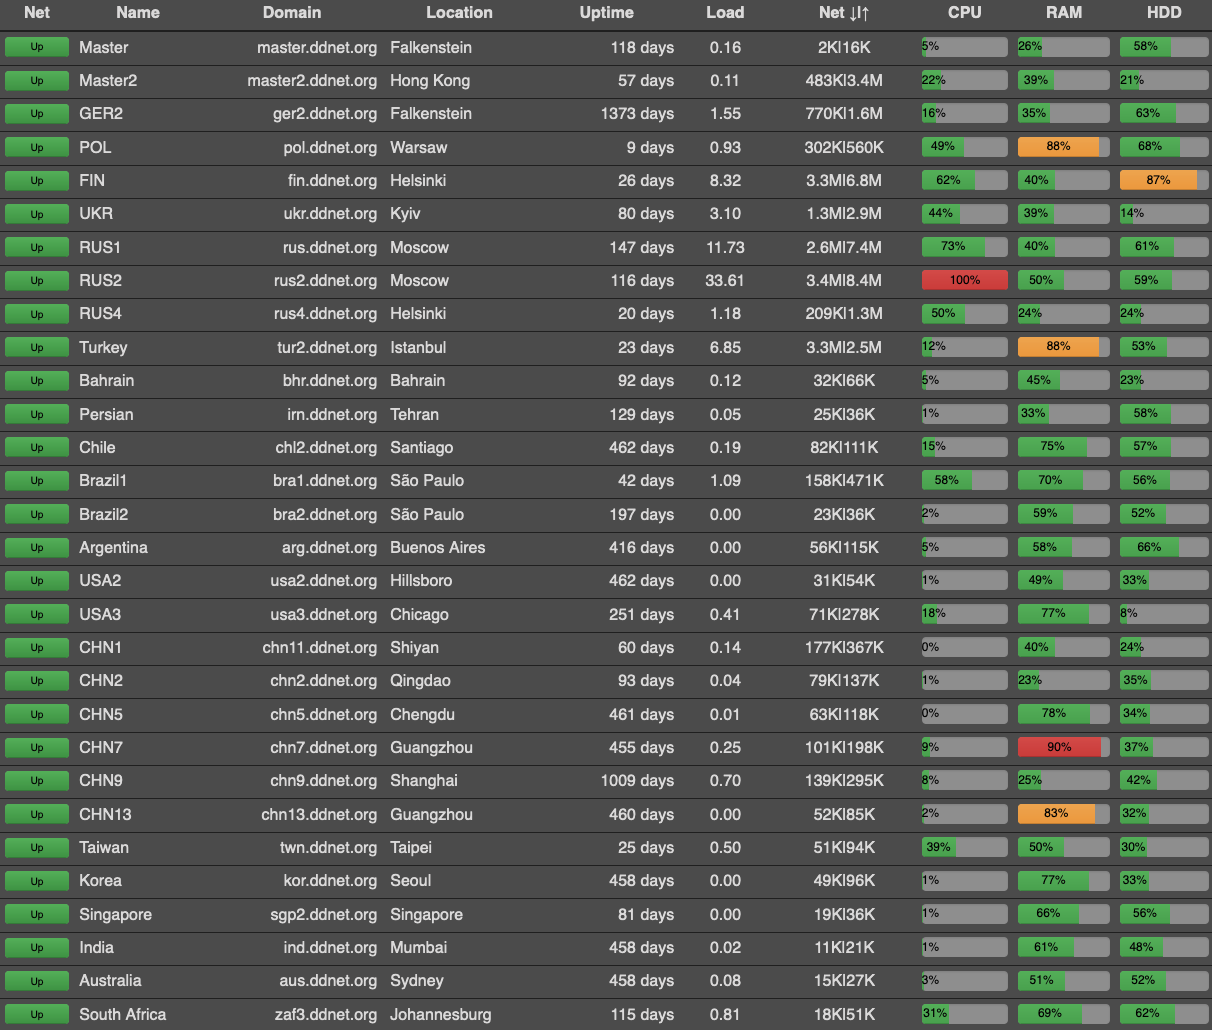 Net Name Domain Location Uptime Load Net ↓|↑ CPU RAM HDD
Up Master master.ddnet.org Falkenstein 118 days 0.16 2K|16K 5% 26% 58%
Up Master2 master2.ddnet.org Hong Kong 57 days 0.11 483K|3.4M 22% 39% 21%
Up GER2 ger2.ddnet.org Falkenstein 1373 days 1.55 770K|1.6M 16% 35% 63%
Up POL pol.ddnet.org Warsaw 9 days 0.93 302K|560K 49% 88% 68%
Up FIN fin.ddnet.org Helsinki 26 days 8.32 3.3M|6.8M 62% 40% 87%
Up UKR ukr.ddnet.org Kyiv 80 days 3.10 1.3M|2.9M 44% 39% 14%
Up RUS1 rus.ddnet.org Moscow 147 days 11.73 2.6M|7.4M 73% 40% 61%
Up RUS2 rus2.ddnet.org Moscow 116 days 33.61 3.4M|8.4M 100% 50% 59%
Up RUS4 rus4.ddnet.org Helsinki 20 days 1.18 209K|1.3M 50% 24% 24%
Up Turkey tur2.ddnet.org Istanbul 23 days 6.85 3.3M|2.5M 12% 88% 53%
Up Bahrain bhr.ddnet.org Bahrain 92 days 0.12 32K|66K 5% 45% 23%
Up Persian irn.ddnet.org Tehran 129 days 0.05 25K|36K 1% 33% 58%
Up Chile chl2.ddnet.org Santiago 462 days 0.19 82K|111K 15% 75% 57%
Up Brazil1 bra1.ddnet.org São Paulo 42 days 1.09 158K|471K 58% 70% 56%
Up Brazil2 bra2.ddnet.org São Paulo 197 days 0.00 23K|36K 2% 59% 52%
Up Argentina arg.ddnet.org Buenos Aires 416 days 0.00 56K|115K 5% 58% 66%
Up USA2 usa2.ddnet.org Hillsboro 462 days 0.00 31K|54K 1% 49% 33%
Up USA3 usa3.ddnet.org Chicago 251 days 0.41 71K|278K 18% 77% 8%
Up CHN1 chn11.ddnet.org Shiyan 60 days 0.14 177K|367K 0% 40% 24%
Up CHN2 chn2.ddnet.org Qingdao 93 days 0.04 79K|137K 1% 23% 35%
Up CHN5 chn5.ddnet.org Chengdu 461 days 0.01 63K|118K 0% 78% 34%
Up CHN7 chn7.ddnet.org Guangzhou 455 days 0.25 101K|198K 9% 90% 37%
Up CHN9 chn9.ddnet.org Shanghai 1009 days 0.70 139K|295K 8% 25% 42%
Up CHN13 chn13.ddnet.org Guangzhou 460 days 0.00 52K|85K 2% 83% 32%
Up Taiwan twn.ddnet.org Taipei 25 days 0.50 51K|94K 39% 50% 30%
Up Korea kor.ddnet.org Seoul 458 days 0.00 49K|96K 1% 77% 33%
Up Singapore sgp2.ddnet.org Singapore 81 days 0.00 19K|36K 1% 66% 56%
Up India ind.ddnet.org Mumbai 458 days 0.02 11K|21K 1% 61% 48%
Up Australia aus.ddnet.org Sydney 458 days 0.08 15K|27K 3% 51% 52%
Up South Africa zaf3.ddnet.org Johannesburg 115 days 0.81 18K|51K 31% 69% 62%